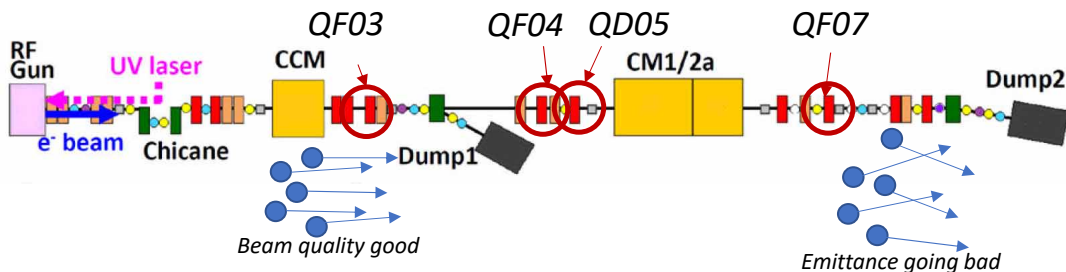 QF03
QF04
QD05
QF07
RF
Gun
UV laser
CCM
CM1/2a
Dump2
e- beam
Chicane
Dump1
Beam quality good
Emittance going bad